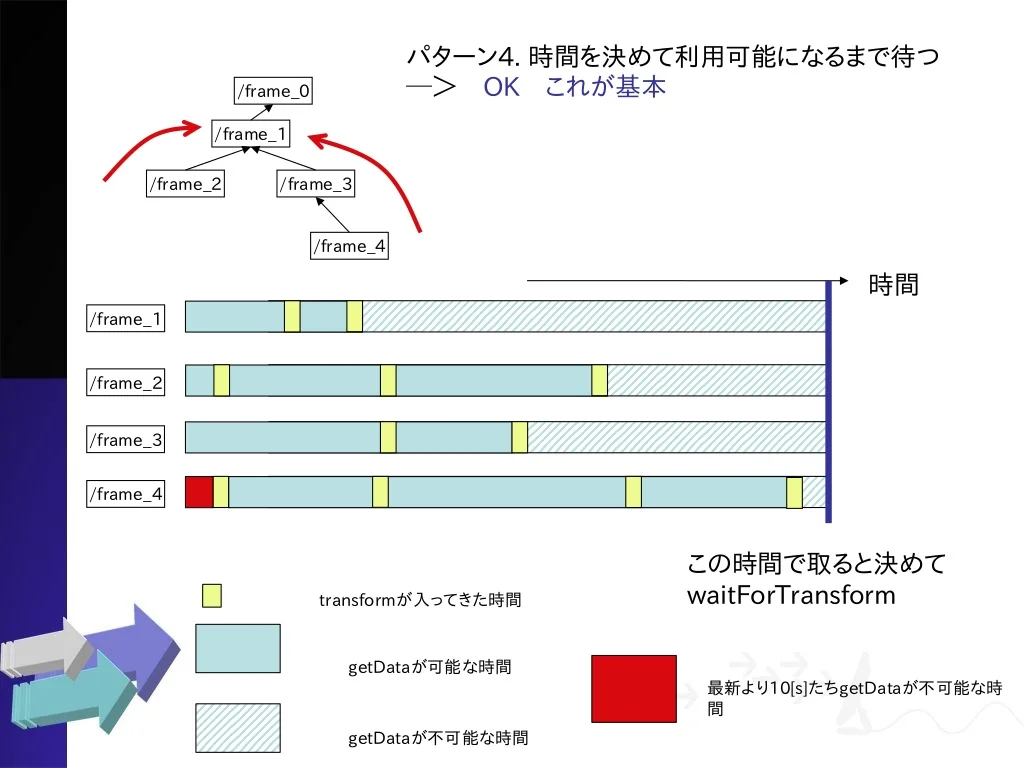 パターン4. 時間を決めて利用可能になるまで待つ
―＞　OK　これが基本
/frame_0
/frame_1
/frame_2
/frame_3
/frame_4
時間
/frame_1
/frame_2
/frame_3
/frame_4
この時間で取ると決めて
waitForTransform
transformが入ってきた時間
getDataが可能な時間
getDataが不可能な時間
最新より10[s]たちgetDataが不可能な時
間